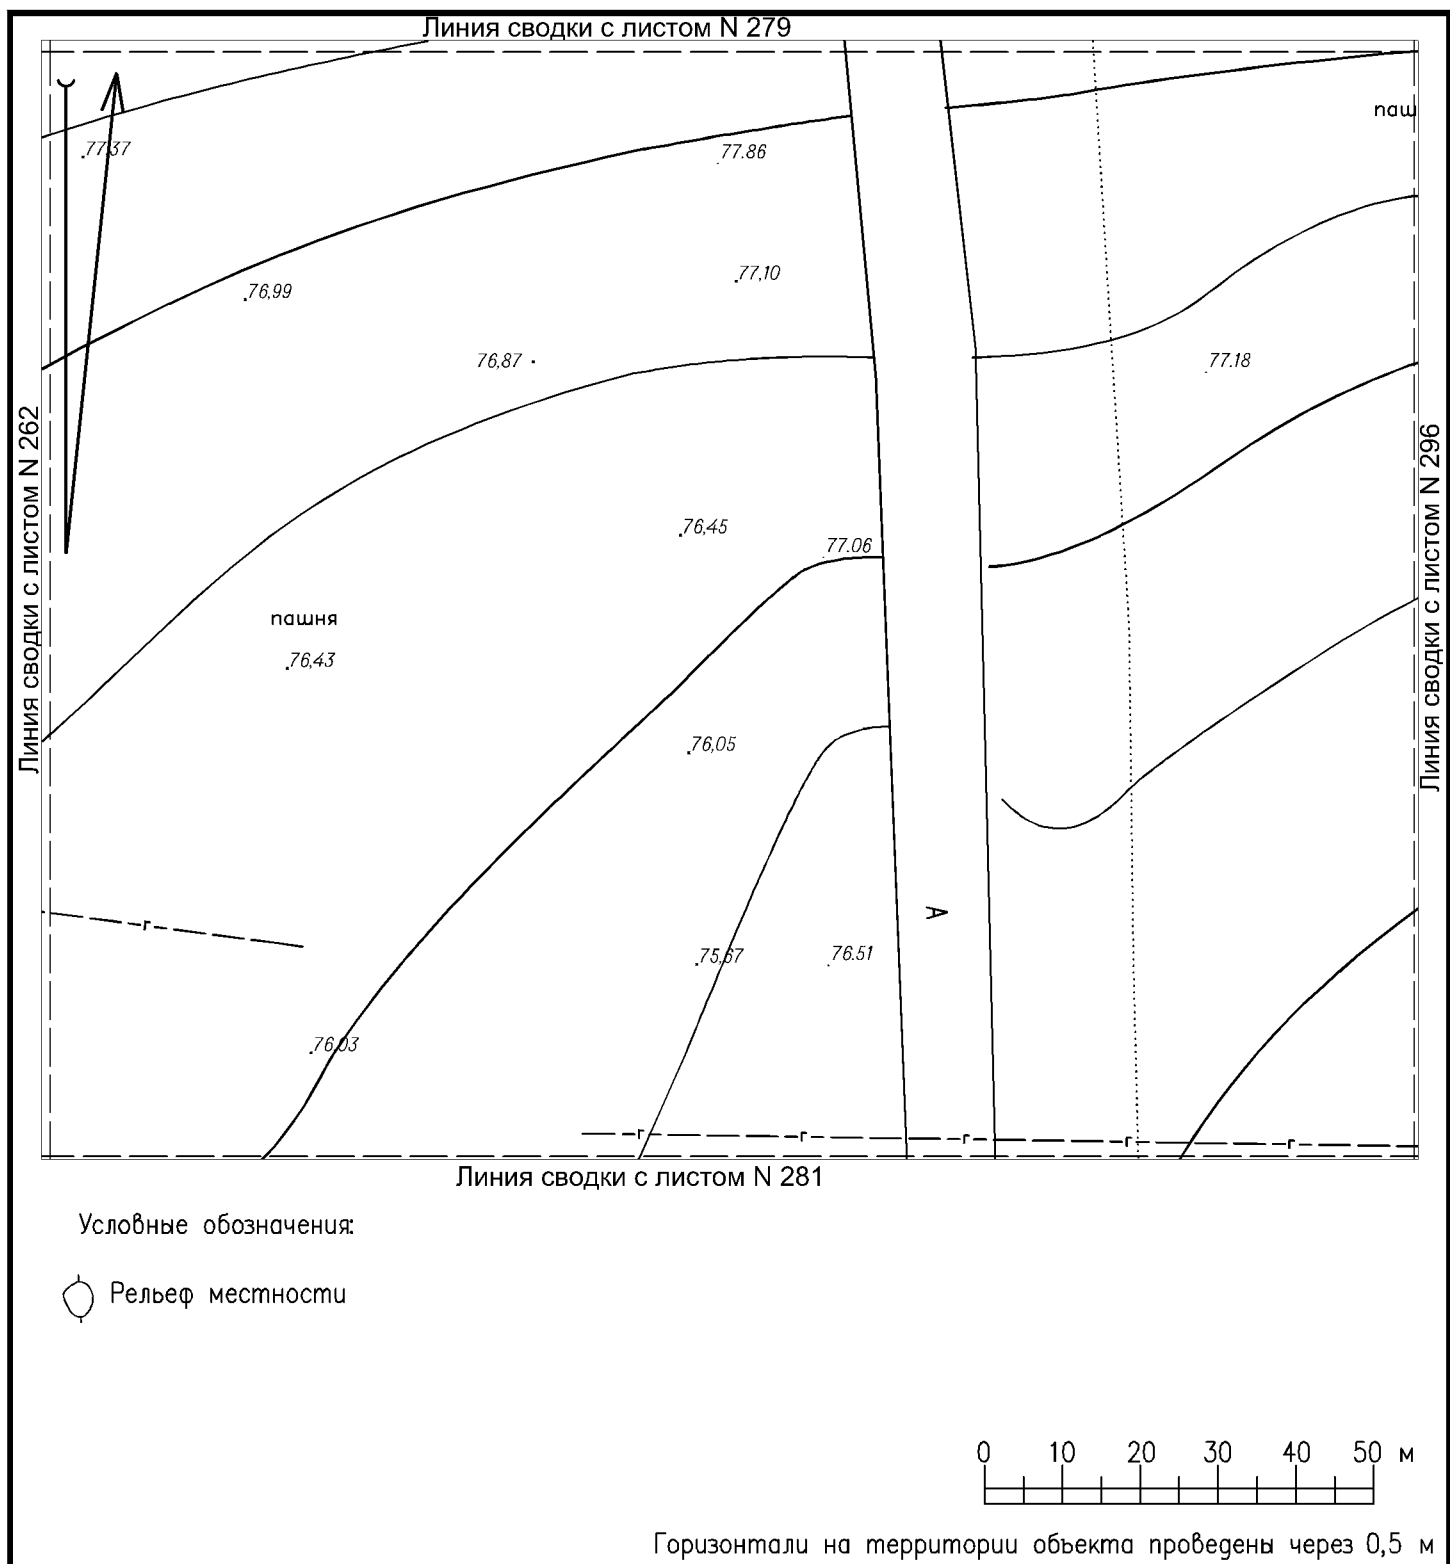 Линия сводки с листом N 279
паш
77,37
77.86
77,10
76,99
76,87
77.18
Линия сводки с листом N 262
Линия сводки с листом N 296
76,45
77.06
пашня
76,43
76,05
А
г
75,67
76.51
76,03
г
г
г
г
г
Линия сводки с листом N 281
Условные обозначения:
Рельеф местности
0 10 20 30 40 50 м
Горизонтали на территории объекта проведены через 0,5 м